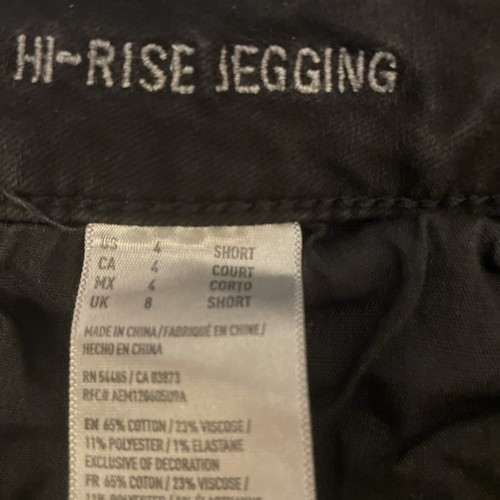 HI-RISE JEGGING
US 4 SHORT
CA 4 COURT
MX 4 CORTO
UK 8 SHORT
MADE IN CHINA/FABRIQUÉ EN CHINE/
HECHO EN CHINA
RN 54485 / CA 03873
RFC# AEM120605U9A
EN 65% COTTON / 23% VISCOSE /
11% POLYESTER / 1% ELASTANE
EXCLUSIVE OF DECORATION
FR 65% COTON / 23% VISCOSE /